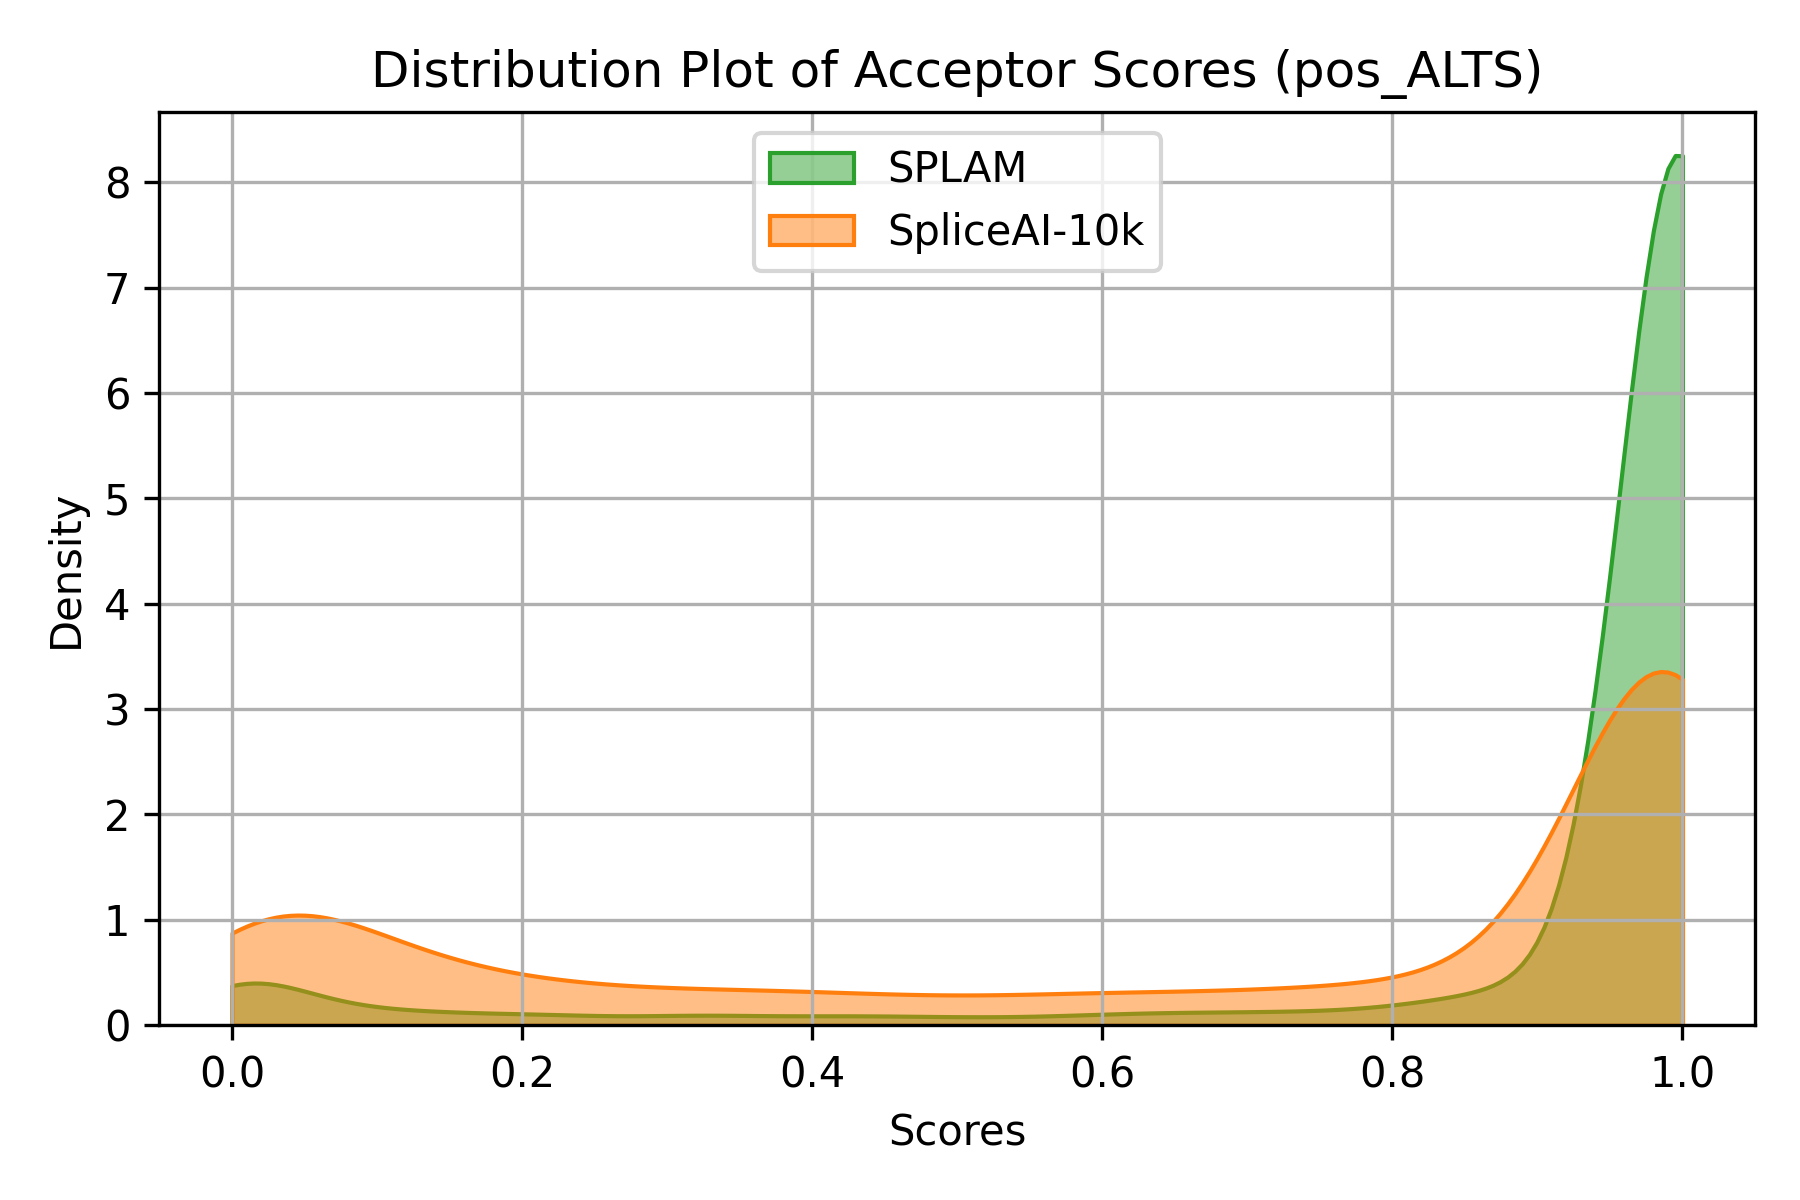 Distribution Plot of Acceptor Scores (pos_ALTS)
SPLAM
SpliceAI-10k
8
7
6
5
4
3
2
1
0
Density
0.0 0.2 0.4 0.6 0.8 1.0
Scores